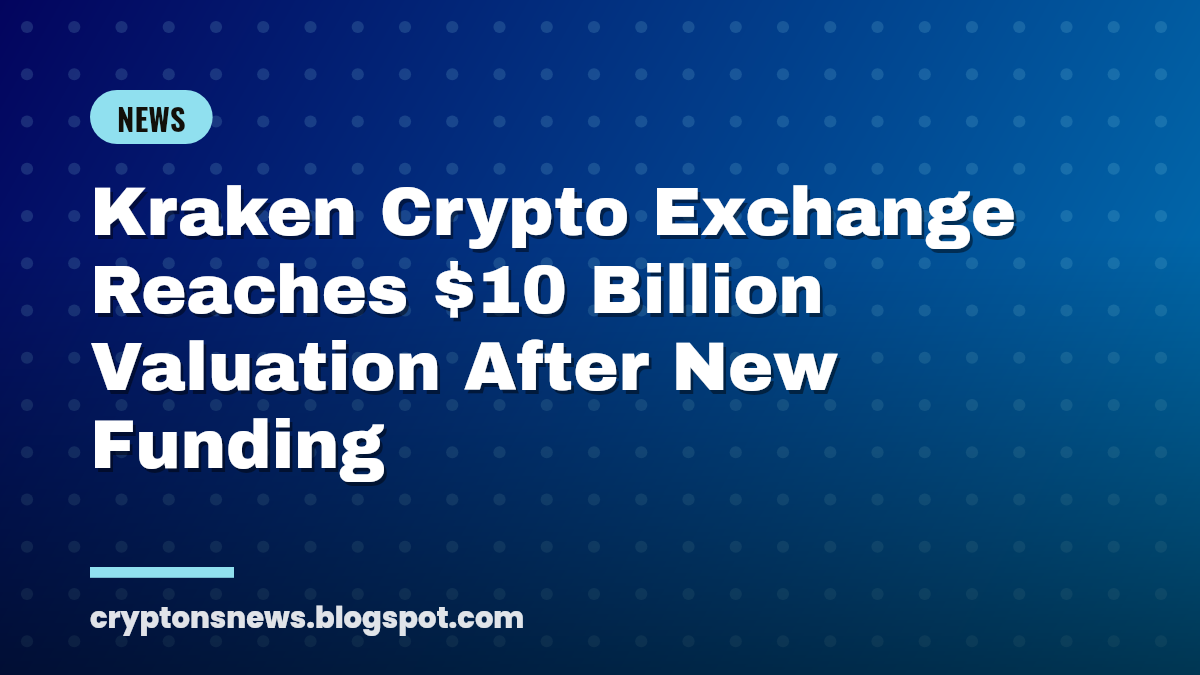 NEWS
Kraken Crypto Exchange
Reaches $10 Billion
Valuation After New
Funding
cryptonsnews.blogspot.com